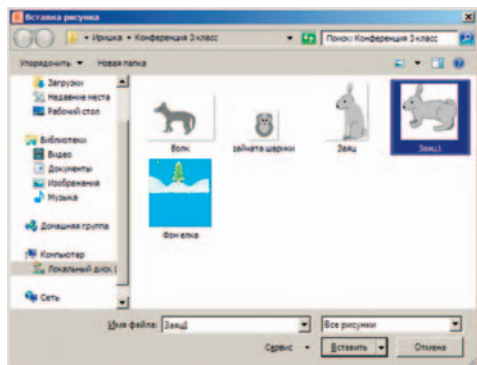 Вставка рисунка
Иришка • Конференция 3 класс
Поиск: Конференция 3 класс
Упорядочить
Новая папка
Загрузки
Недавние места
Рабочий стол
Библиотеки
Видео
Документы
Изображения
Музыка
Домашняя группа
Компьютер
Локальный диск (
Сеть
Волк
зайчата шарики
Заяц
Заяц1
Фон елка
Имя файла: Заяц1
Все рисунки
Сервис
Вставить
Отмена